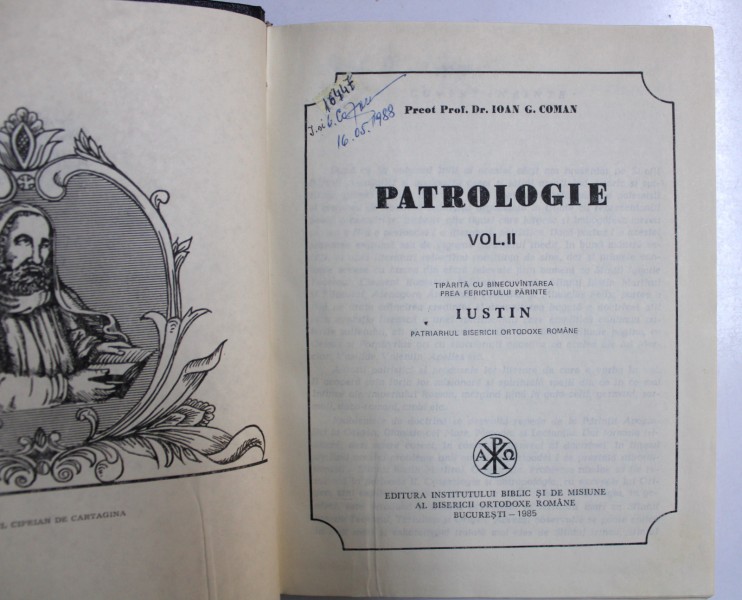 L CIPRIAN DE CARTAGINA
16.05.1988
Preot Prof. Dr. IOAN G. COMAN
PATROLOGIE
VOL. II
TIPĂRITĂ CU BINECUVÎNTAREA
PREA FERICITULUI PĂRINTE
IUSTIN
PATRIARHUL BISERICII ORTODOXE ROMÂNE
Α Ρ Ω
EDITURA INSTITUTULUI BIBLIC ŞI DE MISIUNE
AL BISERICII ORTODOXE ROMÂNE
BUCUREŞTI — 1985